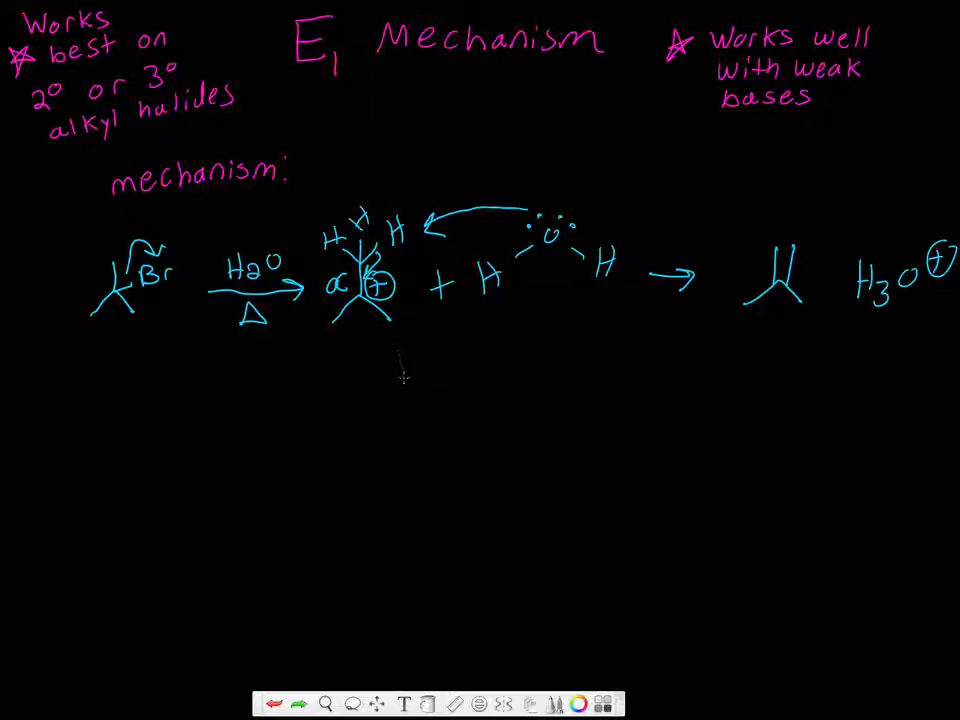 Works
best on
2° or 3°
alkyl halides
E1 Mechanism
Works well
with weak
bases
mechanism:
Br
H2O
Δ
H H H
α +
+
H O H
H3O +